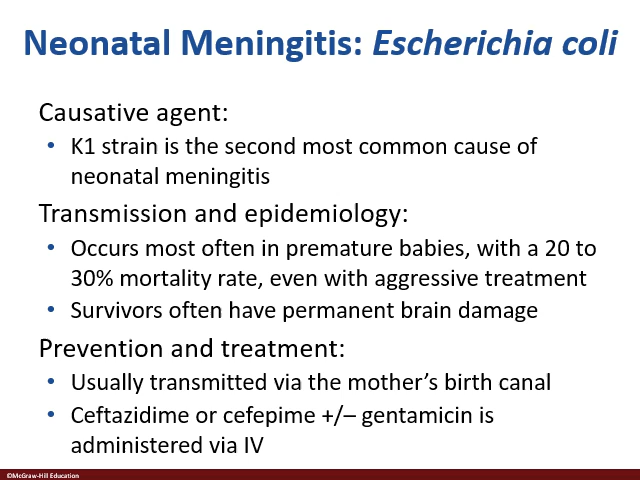 Neonatal Meningitis: Escherichia coli
Causative agent:
• K1 strain is the second most common cause of
neonatal meningitis
Transmission and epidemiology:
• Occurs most often in premature babies, with a 20 to
30% mortality rate, even with aggressive treatment
• Survivors often have permanent brain damage
Prevention and treatment:
• Usually transmitted via the mother’s birth canal
• Ceftazidime or cefepime +/– gentamicin is
administered via IV
©McGraw-Hill Education